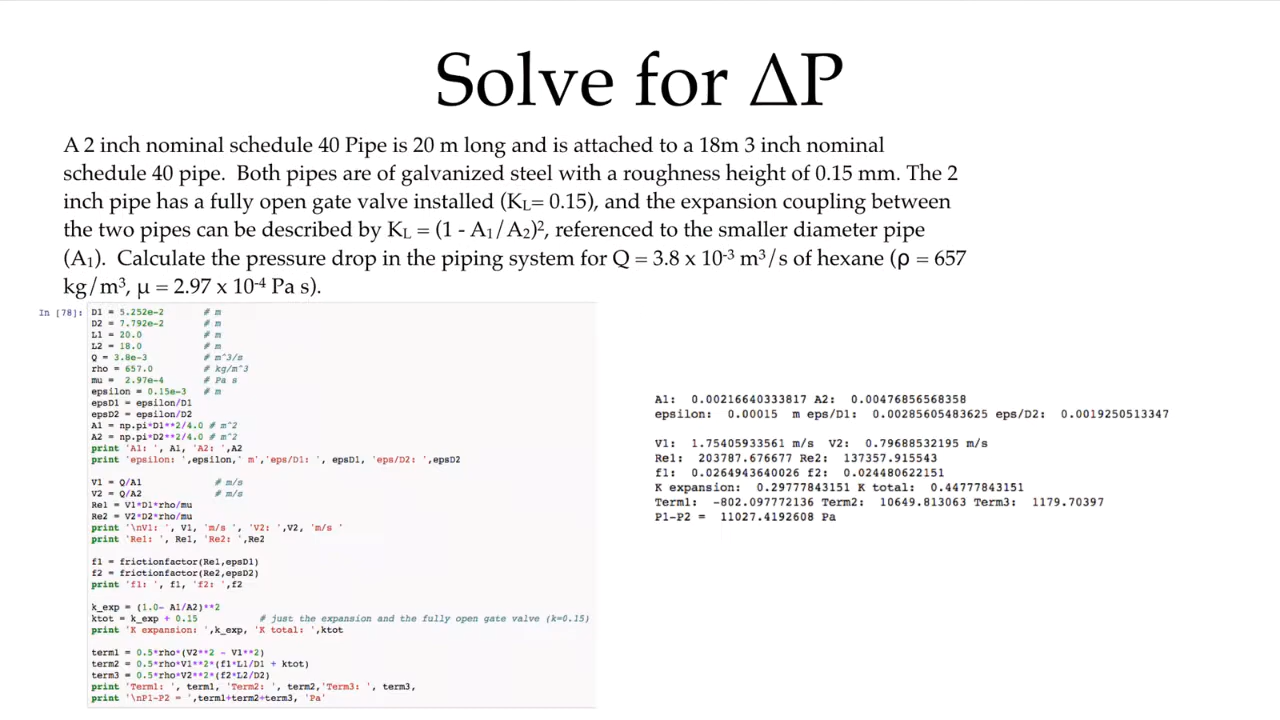 Solve for ΔP
A 2 inch nominal schedule 40 Pipe is 20 m long and is attached to a 18m 3 inch nominal
schedule 40 pipe.  Both pipes are of galvanized steel with a roughness height of 0.15 mm. The 2
inch pipe has a fully open gate valve installed (KL= 0.15), and the expansion coupling between
the two pipes can be described by KL = (1 - A1/A2)², referenced to the smaller diameter pipe
(A1).  Calculate the pressure drop in the piping system for Q = 3.8 x 10⁻³ m³/s of hexane (ρ = 657
kg/m³, μ = 2.97 x 10⁻⁴ Pa s).
In [78]:
D1 = 5.252e-2 # m
D2 = 7.792e-2 # m
L1 = 20.0 # m
L2 = 18.0 # m
Q = 3.8e-3 # m^3/s
rho = 657.0 # kg/m^3
mu =  2.97e-4 # Pa s
epsilon = 0.15e-3 # m
epsD1 = epsilon/D1
epsD2 = epsilon/D2
A1 = np.pi*D1**2/4.0 # m^2
A2 = np.pi*D2**2/4.0 # m^2
print 'A1: ', A1, 'A2: ',A2
print 'epsilon: ',epsilon,' m','eps/D1: ', epsD1, 'eps/D2: ',epsD2
V1 = Q/A1 # m/s
V2 = Q/A2 # m/s
Re1 = V1*D1*rho/mu
Re2 = V2*D2*rho/mu
print '\nV1: ', V1, 'm/s ', 'V2: ',V2, 'm/s '
print 'Re1: ', Re1, 'Re2: ',Re2
f1 = frictionfactor(Re1,epsD1)
f2 = frictionfactor(Re2,epsD2)
print 'f1: ', f1, 'f2: ',f2
k_exp = (1.0- A1/A2)**2
ktot = k_exp + 0.15 # just the expansion and the fully open gate valve (k=0.15)
print 'K expansion: ',k_exp, 'K total: ',ktot
term1 = 0.5*rho*(V2**2 - V1**2)
term2 = 0.5*rho*V1**2*(f1*L1/D1 + ktot)
term3 = 0.5*rho*V2**2*(f2*L2/D2)
print 'Term1: ', term1, 'Term2: ', term2,'Term3: ', term3,
print '\nP1-P2 = ',term1+term2+term3, 'Pa'
A1:  0.00216640333817 A2:  0.00476856568358
epsilon:  0.00015  m eps/D1:  0.00285605483625 eps/D2:  0.0019250513347
V1:  1.75405933561 m/s  V2:  0.79688532195 m/s
Re1:  203787.676677 Re2:  137357.915543
f1:  0.0264943640026 f2:  0.024480622151
K expansion:  0.29777843151 K total:  0.44777843151
Term1:  -802.097772136 Term2:  10649.813063 Term3:  1179.70397
P1-P2 =  11027.4192608 Pa